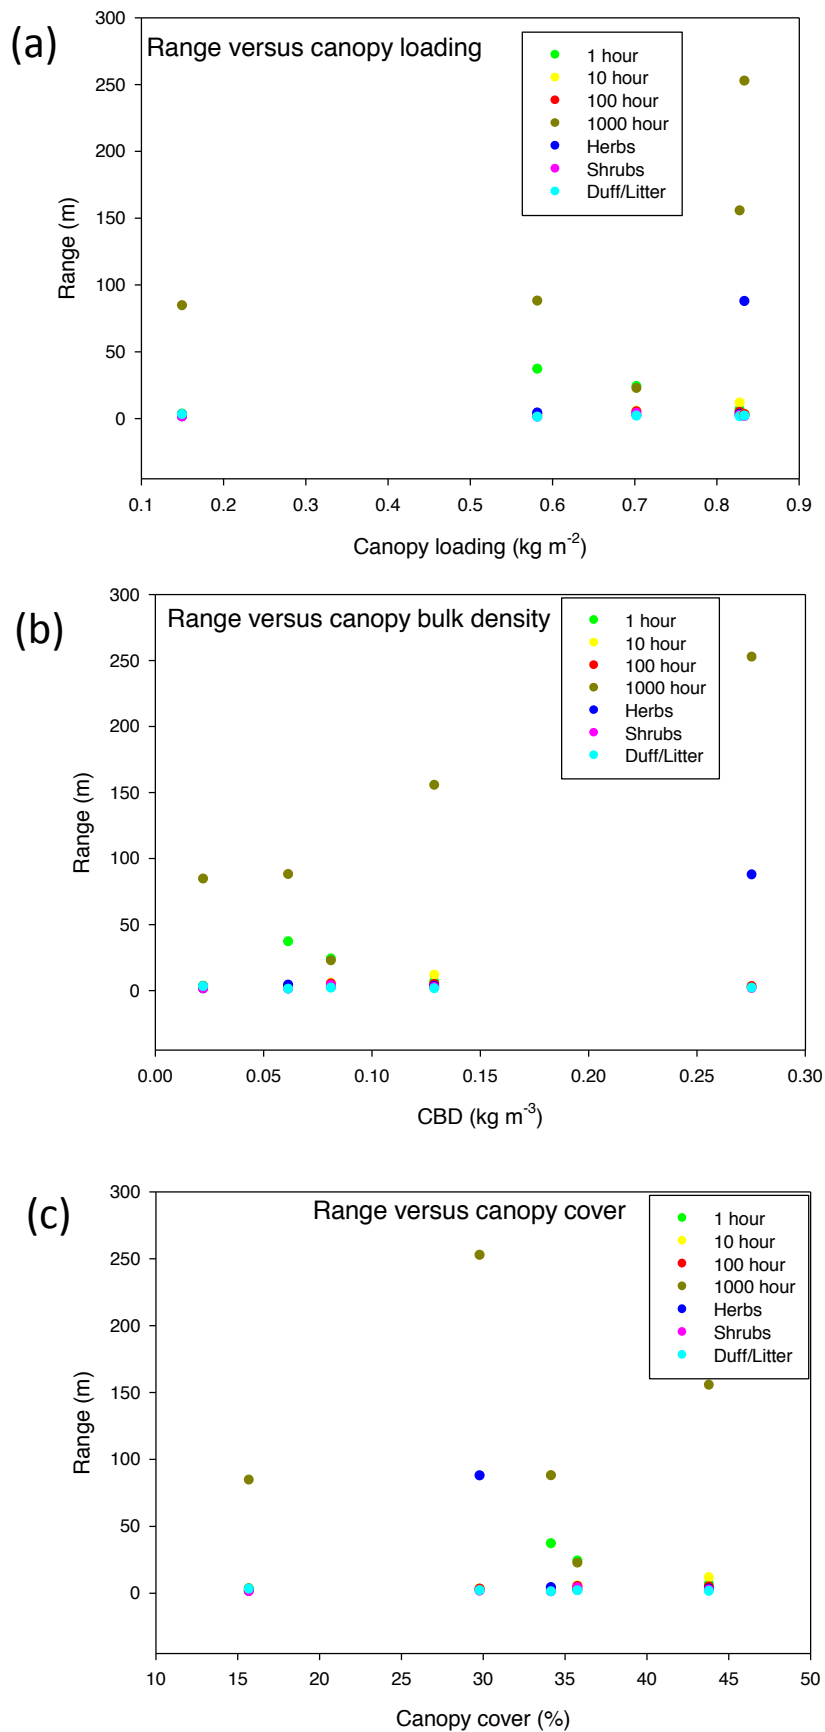 (a)
Range versus canopy loading
1 hour
10 hour
100 hour
1000 hour
Herbs
Shrubs
Duff/Litter
300
250
200
150
100
50
0
Range (m)
0.1 0.2 0.3 0.4 0.5 0.6 0.7 0.8 0.9
Canopy loading (kg m⁻²)
(b)
Range versus canopy bulk density
1 hour
10 hour
100 hour
1000 hour
Herbs
Shrubs
Duff/Litter
300
250
200
150
100
50
0
Range (m)
0.00 0.05 0.10 0.15 0.20 0.25 0.30
CBD (kg m⁻³)
(c)
Range versus canopy cover
1 hour
10 hour
100 hour
1000 hour
Herbs
Shrubs
Duff/Litter
300
250
200
150
100
50
0
Range (m)
10 15 20 25 30 35 40 45 50
Canopy cover (%)